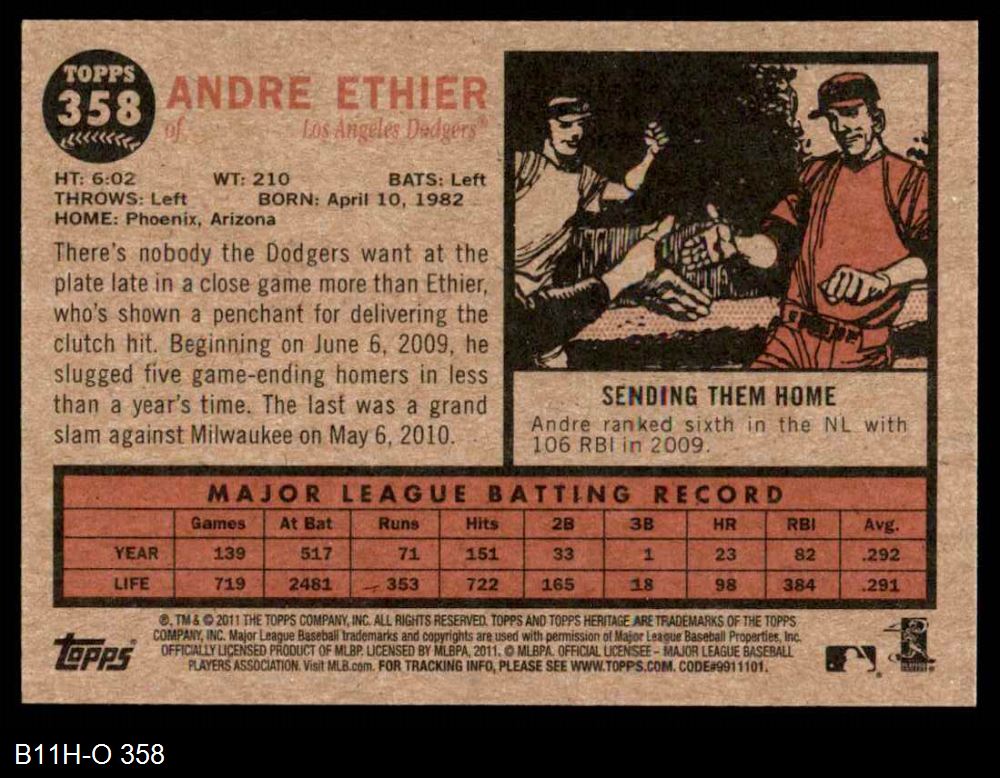 TOPPS
358
ANDRE ETHIER
of
Los Angeles Dodgers®
HT: 6:02 WT: 210 BATS: Left
THROWS: Left BORN: April 10, 1982
HOME: Phoenix, Arizona
There's nobody the Dodgers want at the
plate late in a close game more than Ethier,
who's shown a penchant for delivering the
clutch hit. Beginning on June 6, 2009, he
slugged five game-ending homers in less
than a year's time. The last was a grand
slam against Milwaukee on May 6, 2010.
SENDING THEM HOME
Andre ranked sixth in the NL with
106 RBI in 2009.
MAJOR LEAGUE BATTING RECORD
Games At Bat Runs Hits 2B 3B HR RBI Avg.
YEAR 139 517 71 151 33 1 23 82 .292
LIFE 719 2481 353 722 165 18 98 384 .291
®, TM & © 2011 THE TOPPS COMPANY, INC. ALL RIGHTS RESERVED. TOPPS AND TOPPS HERITAGE ARE TRADEMARKS OF THE TOPPS
COMPANY, INC. Major League Baseball trademarks and copyrights are used with permission of Major League Baseball Properties, Inc.
OFFICIALLY LICENSED PRODUCT OF MLBP. LICENSED BY MLBPA, 2011. © MLBPA. OFFICIAL LICENSEE – MAJOR LEAGUE BASEBALL
PLAYERS ASSOCIATION. Visit MLB.com. FOR TRACKING INFO, PLEASE SEE WWW.TOPPS.COM. CODE#9911101.
topps®
B11H-O 358